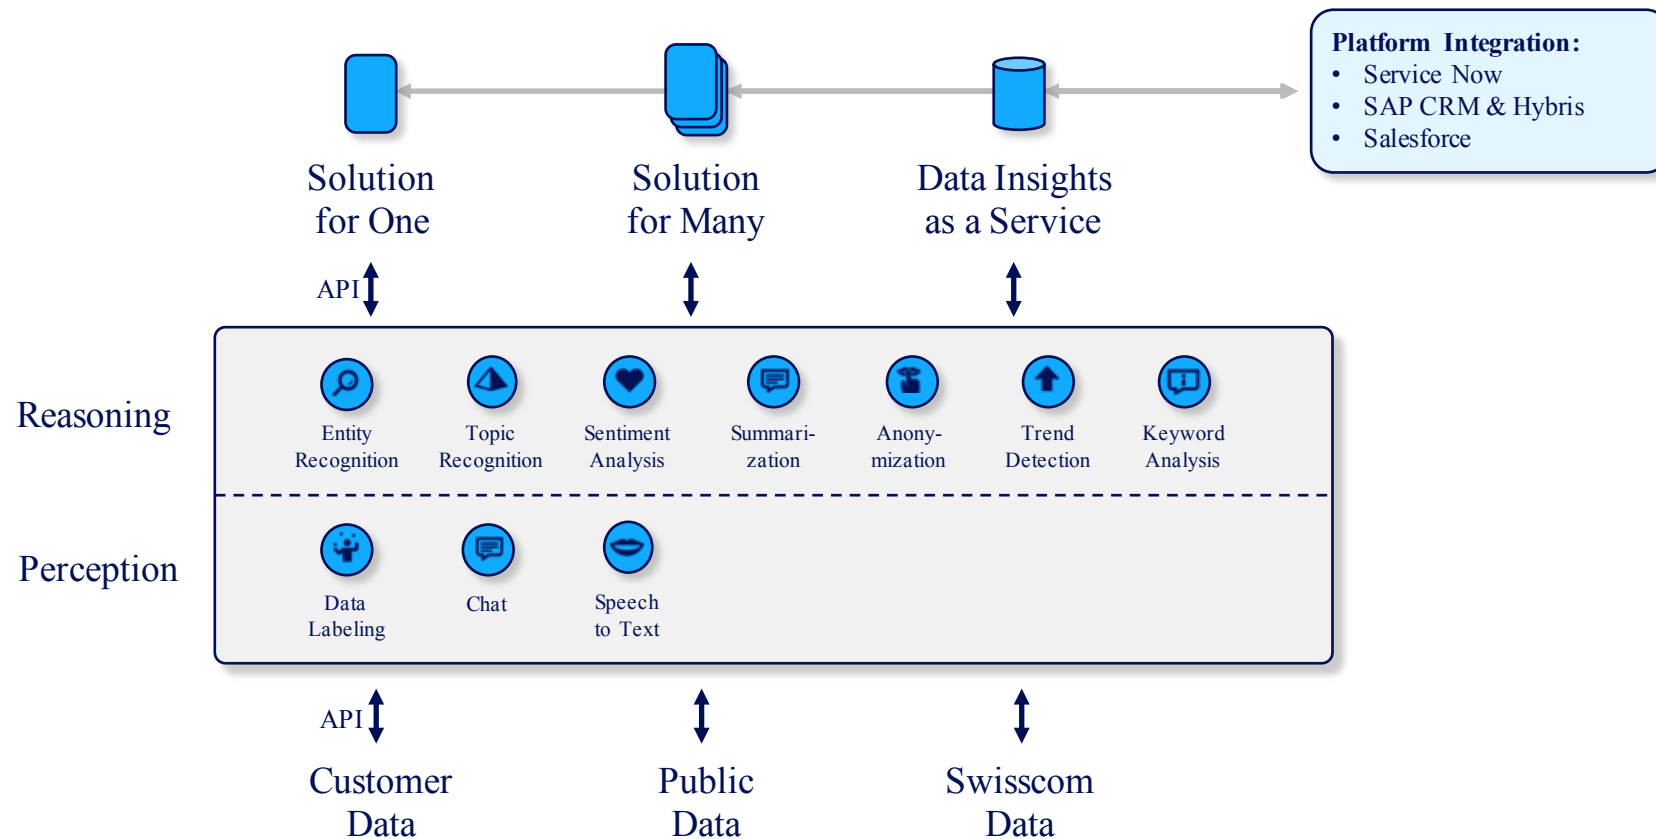 Platform Integration:
• Service Now
• SAP CRM & Hybris
• Salesforce
Solution
for One
Solution
for Many
Data Insights
as a Service
API
Reasoning
Entity
Recognition
Topic
Recognition
Sentiment
Analysis
Summari-
zation
Anony-
mization
Trend
Detection
Keyword
Analysis
Perception
Data
Labeling
Chat
Speech
to Text
API
Customer
Data
Public
Data
Swisscom
Data